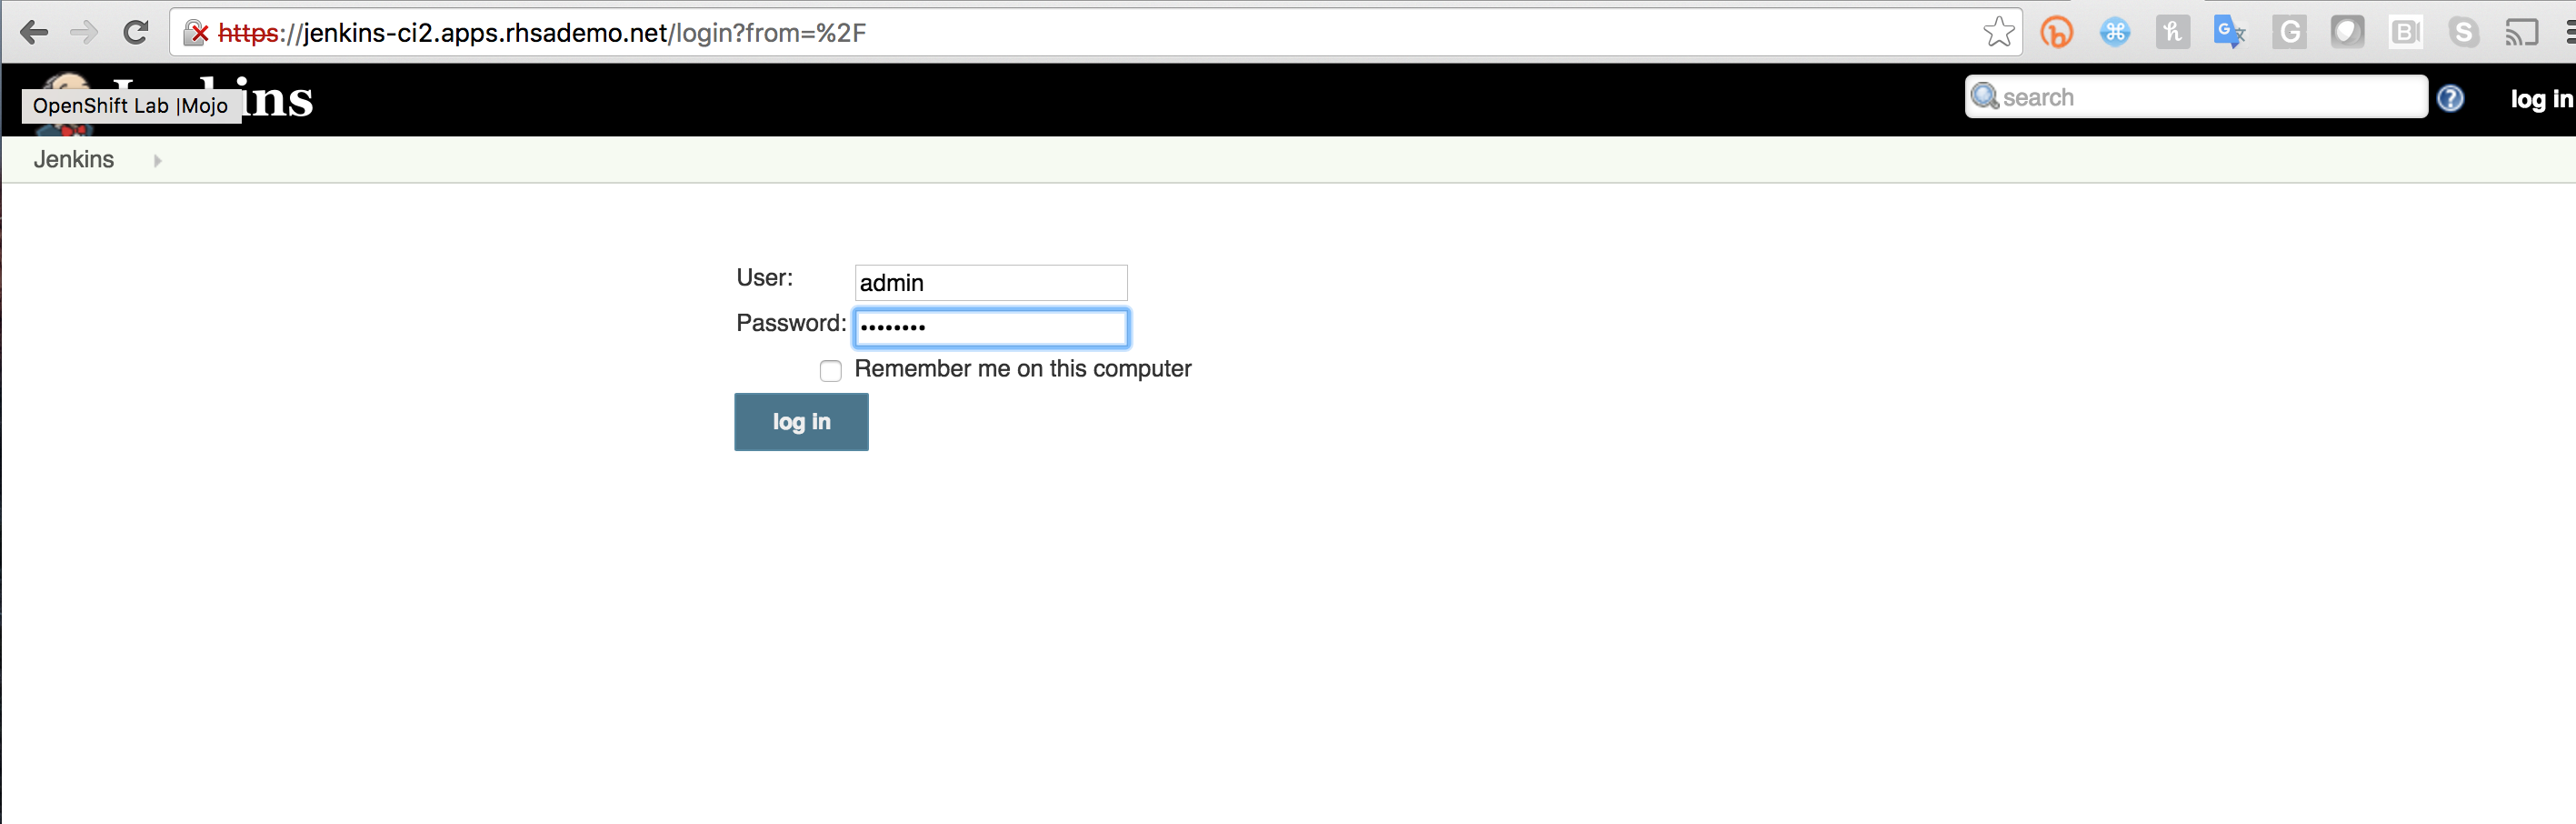 https://jenkins-ci2.apps.rhsademo.net/login?from=%2F
OpenShift Lab |Mojo
search
log in
Jenkins
User:
admin
Password:
••••••••
Remember me on this computer
log in